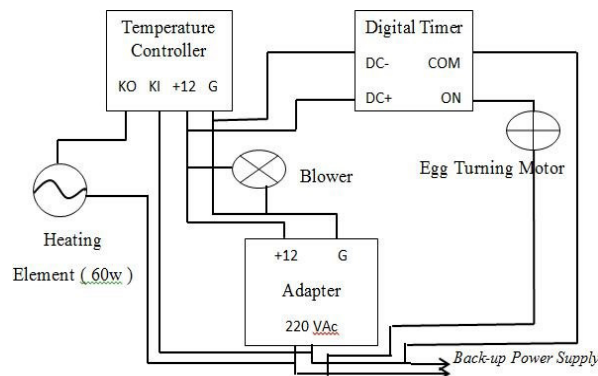 Temperature
Controller
KO KI +12 G
Digital Timer
DC- COM
DC+ ON
Egg Turning Motor
Blower
Heating
Element ( 60w )
+12 G
Adapter
220 VAc
Back-up Power Supply